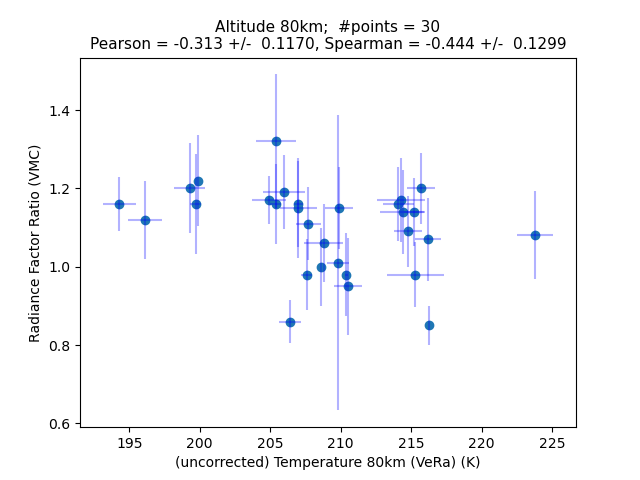 Altitude 80km;  #points = 30
Pearson = -0.313 +/-  0.1170, Spearman = -0.444 +/-  0.1299
Radiance Factor Ratio (VMC)
1.4
1.2
1.0
0.8
0.6
195 200 205 210 215 220 225
(uncorrected) Temperature 80km (VeRa) (K)